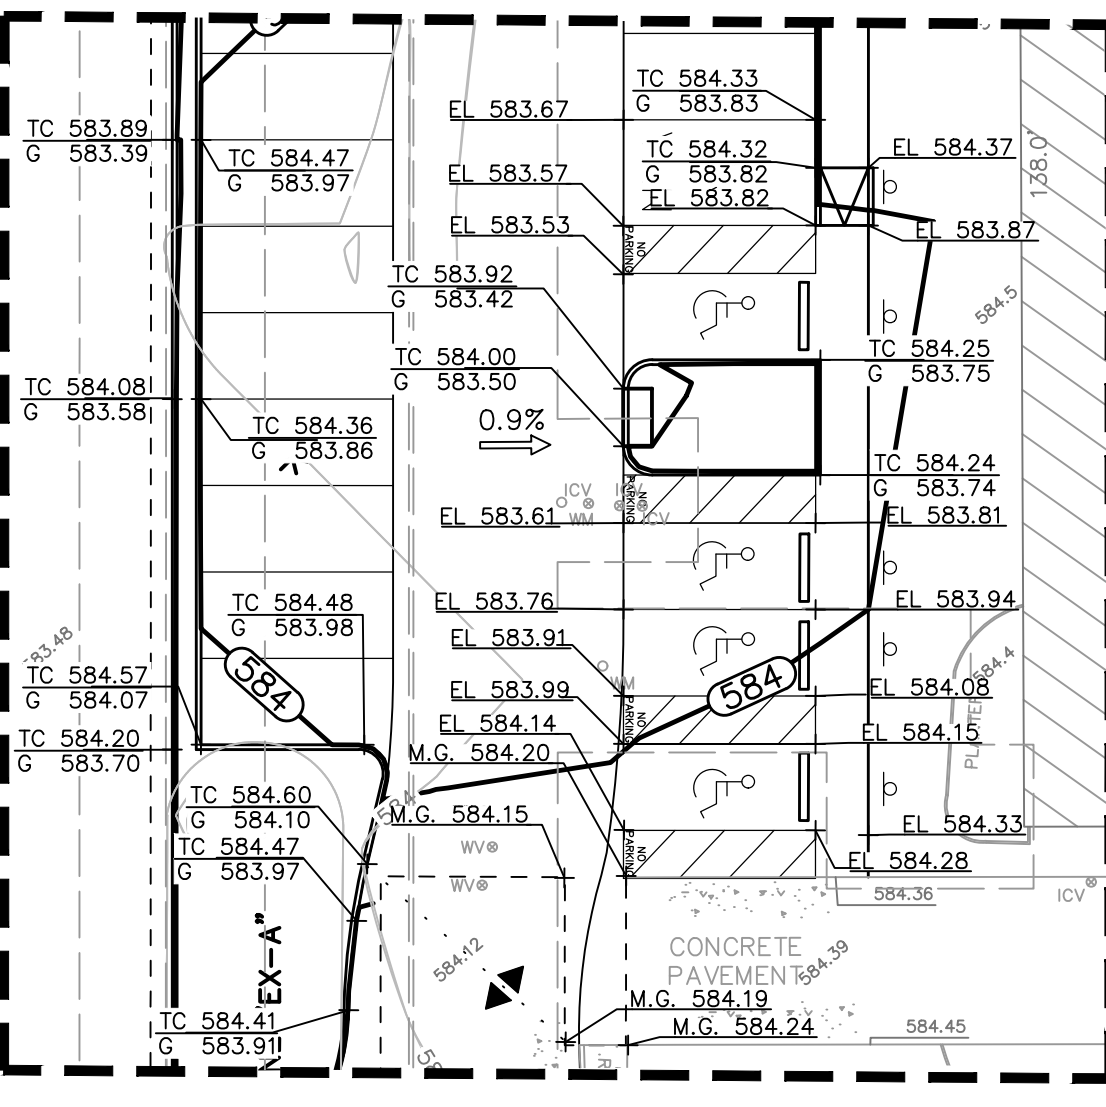 TC 584.33
G 583.83
EL 583.67
TC 583.89
G 583.39
TC 584.47
G 583.97
TC 584.32
G 583.82
EL 583.82
EL 584.37
138.0'
EL 583.57
EL 583.53
EL 583.87
NO
PARKING
TC 583.92
G 583.42
584.5
TC 584.00
G 583.50
TC 584.25
G 583.75
TC 584.08
G 583.58
TC 584.36
G 583.86
0.9%
TC 584.24
G 583.74
ICV
ICV
WM
ICV
NO
PARKING
EL 583.61
EL 583.81
TC 584.48
G 583.98
EL 583.76
EL 583.94
583.48
EL 583.91
WM
584.4
TC 584.57
G 584.07
584
584
EL 583.99
EL 584.08
NO
PARKING
EL 584.14
EL 584.15
TC 584.20
G 583.70
M.G. 584.20
PLANTER
TC 584.60
G 584.10
584
M.G. 584.15
EL 584.33
TC 584.47
G 583.97
WV
NO
PARKING
EL 584.28
WV
584.36
ICV
EX-A"
584.12
CONCRETE
PAVEMENT
584.39
M.G. 584.19
TC 584.41
G 583.91
M.G. 584.24
584.45
R